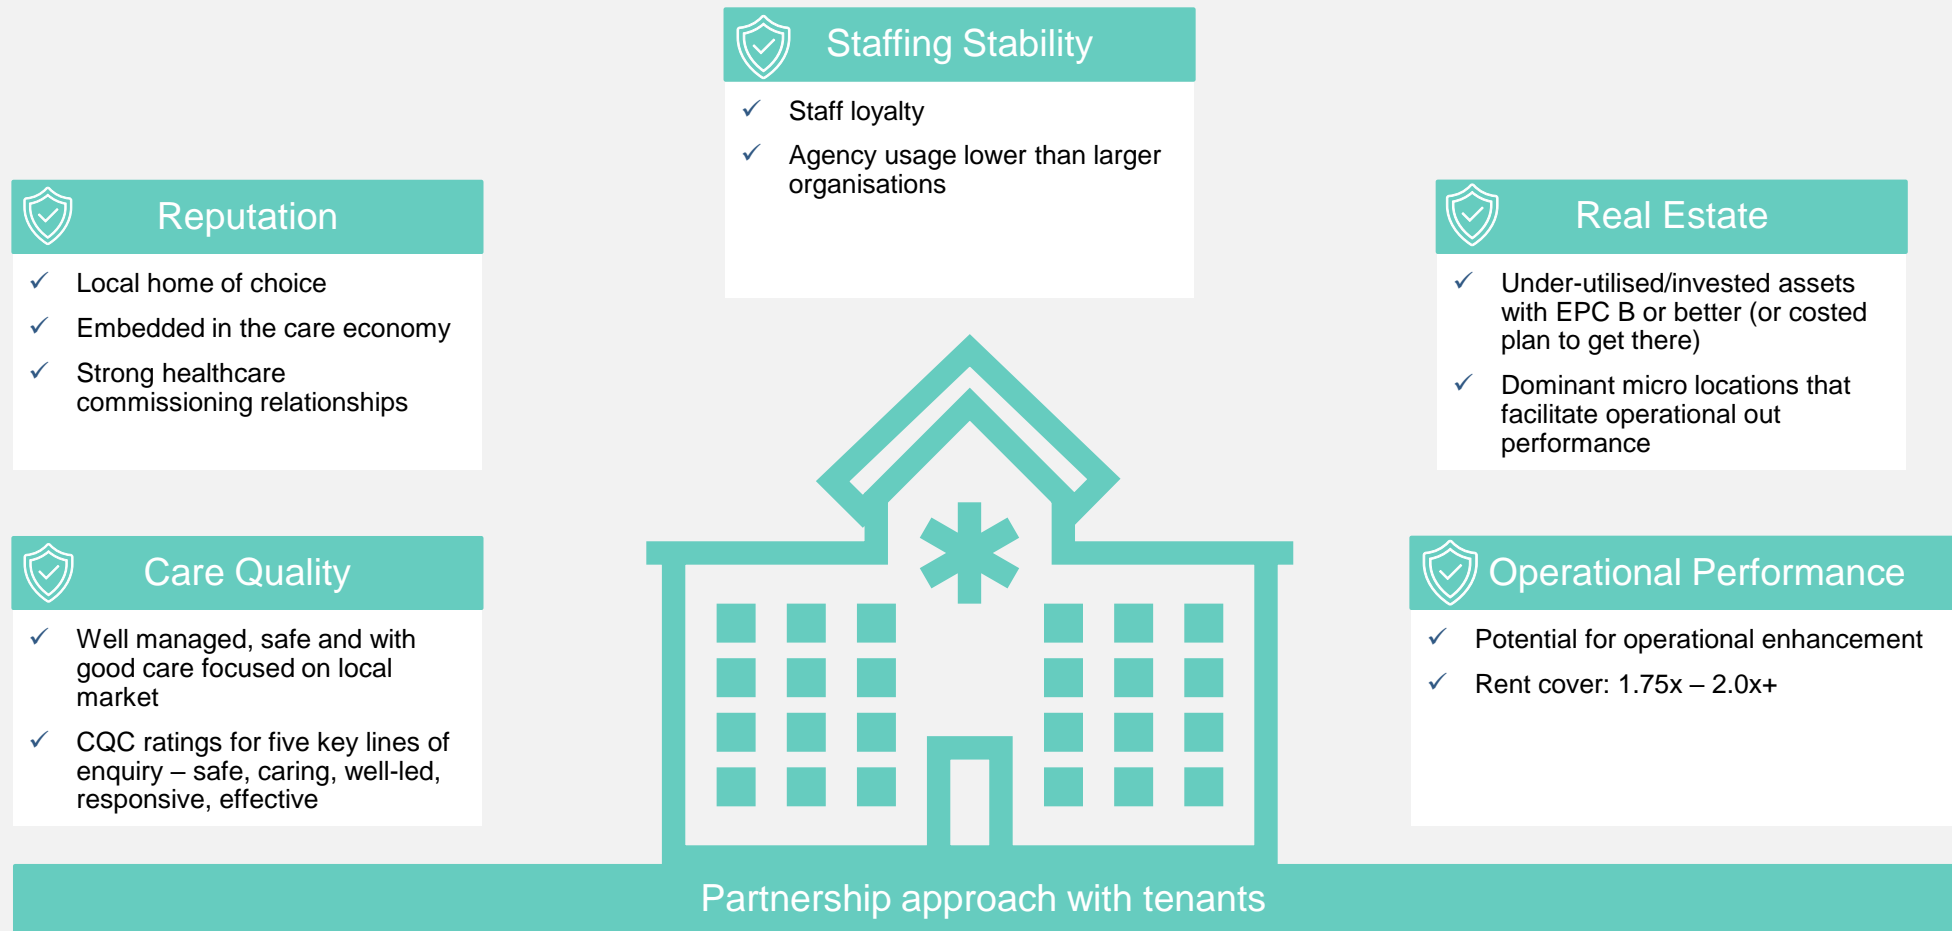 Staffing Stability
✓ Staff loyalty
✓ Agency usage lower than larger
organisations
Reputation
✓ Local home of choice
✓ Embedded in the care economy
✓ Strong healthcare
commissioning relationships
Real Estate
✓ Under-utilised/invested assets
with EPC B or better (or costed
plan to get there)
✓ Dominant micro locations that
facilitate operational out
performance
Care Quality
✓ Well managed, safe and with
good care focused on local
market
✓ CQC ratings for five key lines of
enquiry – safe, caring, well-led,
responsive, effective
Operational Performance
✓ Potential for operational enhancement
✓ Rent cover: 1.75x – 2.0x+
Partnership approach with tenants